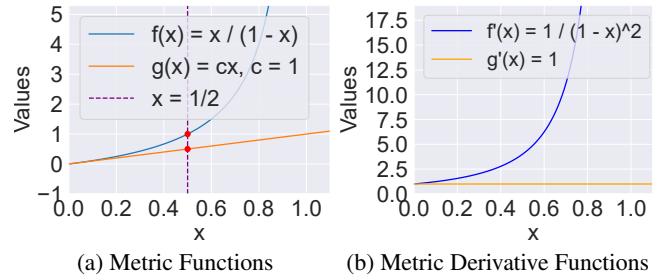 f(x) = x / (1 - x)
g(x) = cx, c = 1
x = 1/2
Values
5
4
3
2
1
0
−1
0.0 0.2 0.4 0.6 0.8 1.0
x
(a) Metric Functions
f'(x) = 1 / (1 - x)^2
g'(x) = 1
Values
17.5
15.0
12.5
10.0
7.5
5.0
2.5
0.0
0.0 0.2 0.4 0.6 0.8 1.0
x
(b) Metric Derivative Functions